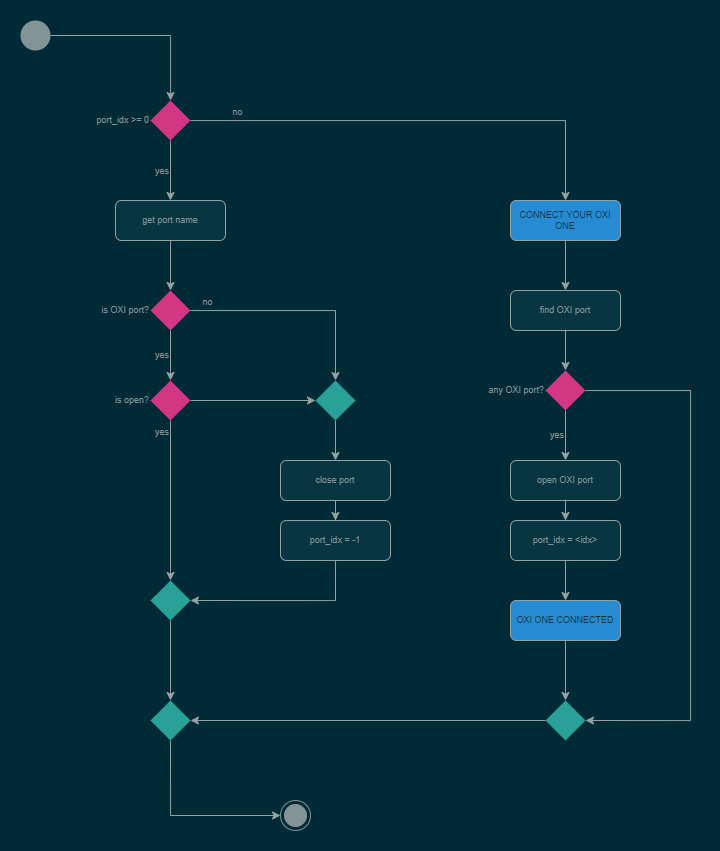 no
port_idx >= 0
yes
get port name
CONNECT YOUR OXI
ONE
is OXI port?
no
find OXI port
yes
is open?
any OXI port?
yes
yes
close port
open OXI port
port_idx = -1
port_idx = <idx>
OXI ONE CONNECTED